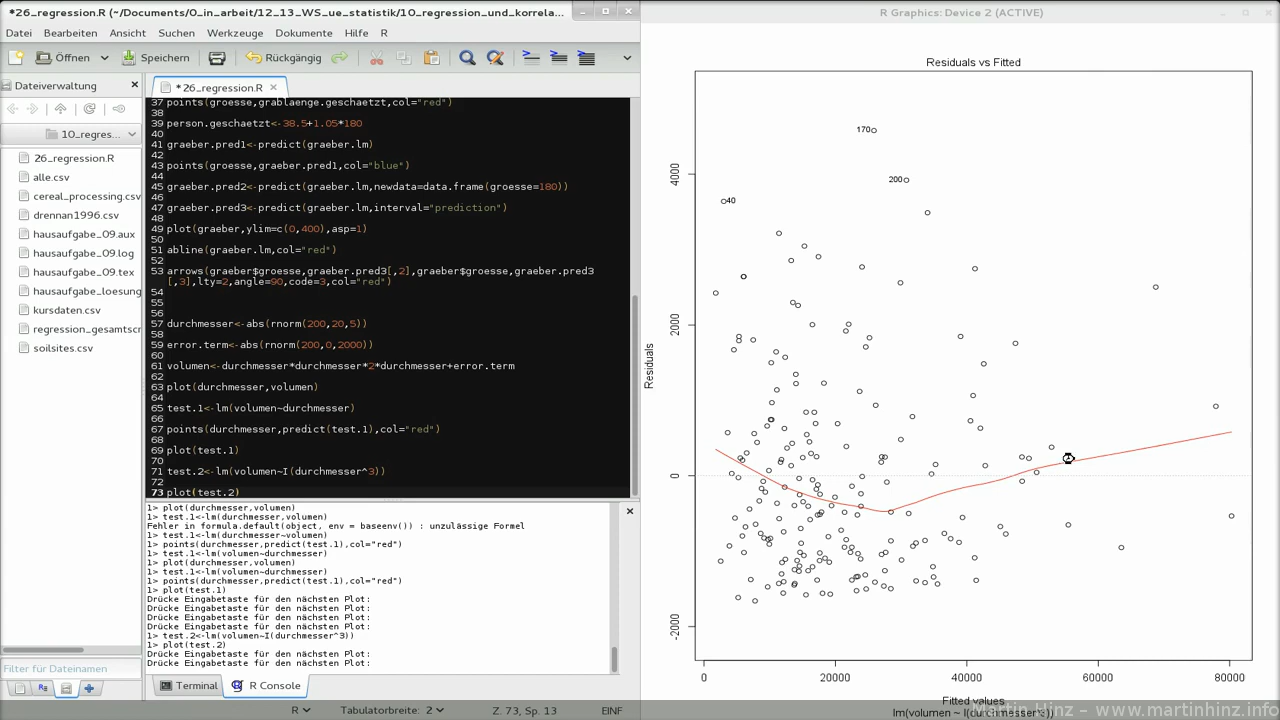 *26_regression.R (~/Documents/0_in_arbeit/12_13_WS_ue_statistik/10_regression_und_korrela...
R Graphics: Device 2 (ACTIVE)
Datei Bearbeiten Ansicht Suchen Werkzeuge Dokumente Hilfe R
Öffnen Speichern Rückgängig
Dateiverwaltung
*26_regression.R
10_regres...
26_regression.R
alle.csv
cereal_processing.csv
drennan1996.csv
hausaufgabe_09.aux
hausaufgabe_09.log
hausaufgabe_09.tex
hausaufgabe_loesung
kursdaten.csv
regression_gesamtscr
soilsites.csv
Filter für Dateinamen
37 points(groesse,grablaenge.geschaetzt,col="red")
38
39 person.geschaetzt<-38.5+1.05*180
40
41 graeber.pred1<-predict(graeber.lm)
42
43 points(groesse,graeber.pred1,col="blue")
44
45 graeber.pred2<-predict(graeber.lm,newdata=data.frame(groesse=180))
46
47 graeber.pred3<-predict(graeber.lm,interval="prediction")
48
49 plot(graeber,ylim=c(0,400),asp=1)
50
51 abline(graeber.lm,col="red")
52
53 arrows(graeber$groesse,graeber.pred3[,2],graeber$groesse,graeber.pred3
[,3],lty=2,angle=90,code=3,col="red")
54
55
56
57 durchmesser<-abs(rnorm(200,20,5))
58
59 error.term<-abs(rnorm(200,0,2000))
60
61 volumen<-durchmesser*durchmesser*2*durchmesser+error.term
62
63 plot(durchmesser,volumen)
64
65 test.1<-lm(volumen~durchmesser)
66
67 points(durchmesser,predict(test.1),col="red")
68
69 plot(test.1)
70
71 test.2<-lm(volumen~I(durchmesser^3))
72
73 plot(test.2)
1> plot(durchmesser,volumen)
1> test.1<-lm(durchmesser,volumen)
Fehler in formula.default(object, env = baseenv()) : unzulässige Formel
1> test.1<-lm(durchmesser~volumen)
1> points(durchmesser,predict(test.1),col="red")
1> test.1<-lm(volumen~durchmesser)
1> plot(durchmesser,volumen)
1> test.1<-lm(volumen~durchmesser)
1> points(durchmesser,predict(test.1),col="red")
1> plot(test.1)
Drücke Eingabetaste für den nächsten Plot:
Drücke Eingabetaste für den nächsten Plot:
Drücke Eingabetaste für den nächsten Plot:
Drücke Eingabetaste für den nächsten Plot:
1> test.2<-lm(volumen~I(durchmesser^3))
1> plot(test.2)
Drücke Eingabetaste für den nächsten Plot:
Drücke Eingabetaste für den nächsten Plot:
Terminal R Console
R Tabulatorbreite: 2 Z. 73, Sp. 13 EINF
Residuals vs Fitted
170
200
40
Residuals
4000
2000
0
-2000
0 20000 40000 60000 80000
Fitted values
lm(volumen ~ I(durchmesser^3))
Martin Hinz - www.martinhinz.info